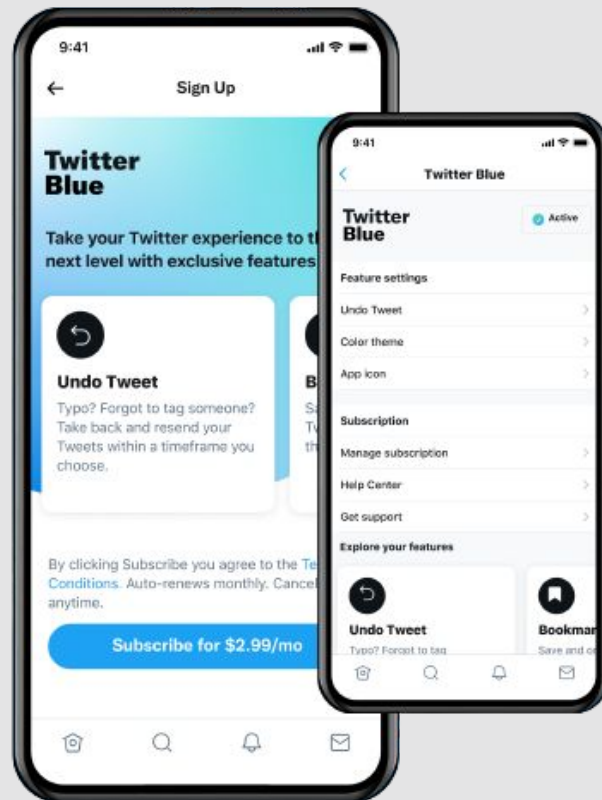 9:41
Sign Up
Twitter
Blue
Take your Twitter experience to
next level with exclusive features
Undo Tweet
Typo? Forgot to tag someone?
Take back and resend your
Tweets within a timeframe you
choose.
By clicking Subscribe you agree to the
Conditions. Auto-renews monthly. Cancel
anytime.
Subscribe for $2.99/mo
9:41
Twitter Blue
Twitter
Blue
Active
Feature settings
Undo Tweet
Color theme
App icon
Subscription
Manage subscription
Help Center
Get support
Explore your features
Undo Tweet
Bookmar
Typo? Forgot to tag
Save and or